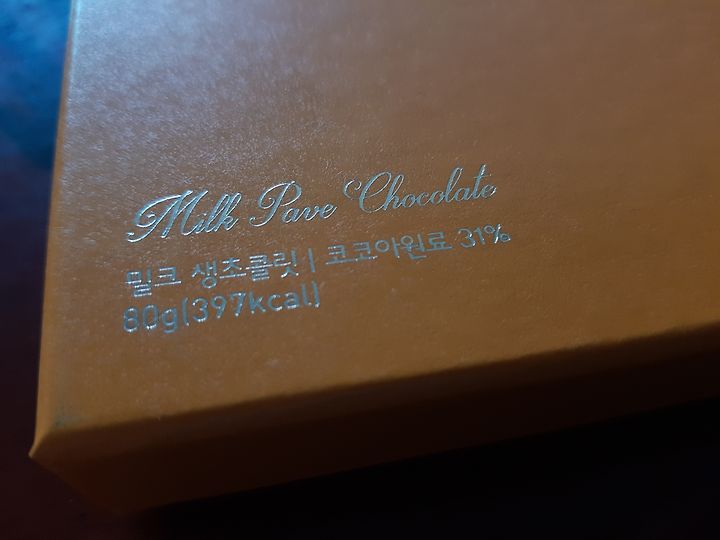 Milk Pave Chocolate
밀크 생초콜릿 | 코코아원료 31%
80g(397kcal)